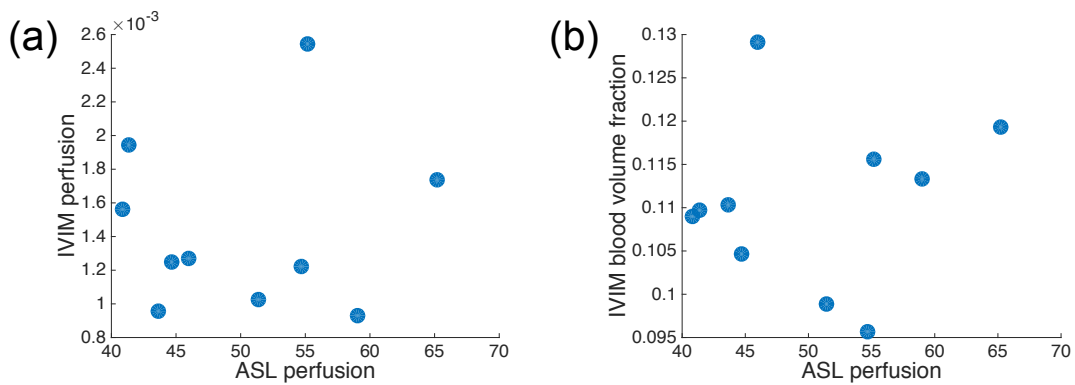 (a)
×10⁻³
IVIM perfusion
2.6
2.4
2.2
2
1.8
1.6
1.4
1.2
1
0.8
40 45 50 55 60 65 70
ASL perfusion
(b)
IVIM blood volume fraction
0.13
0.125
0.12
0.115
0.11
0.105
0.1
0.095
40 45 50 55 60 65 70
ASL perfusion